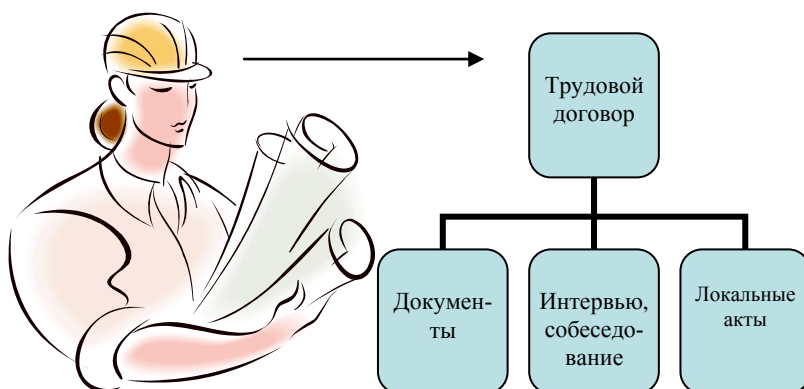 Трудовой
договор
Докумен-
ты
Интервью,
собеседо-
вание
Локальные
акты